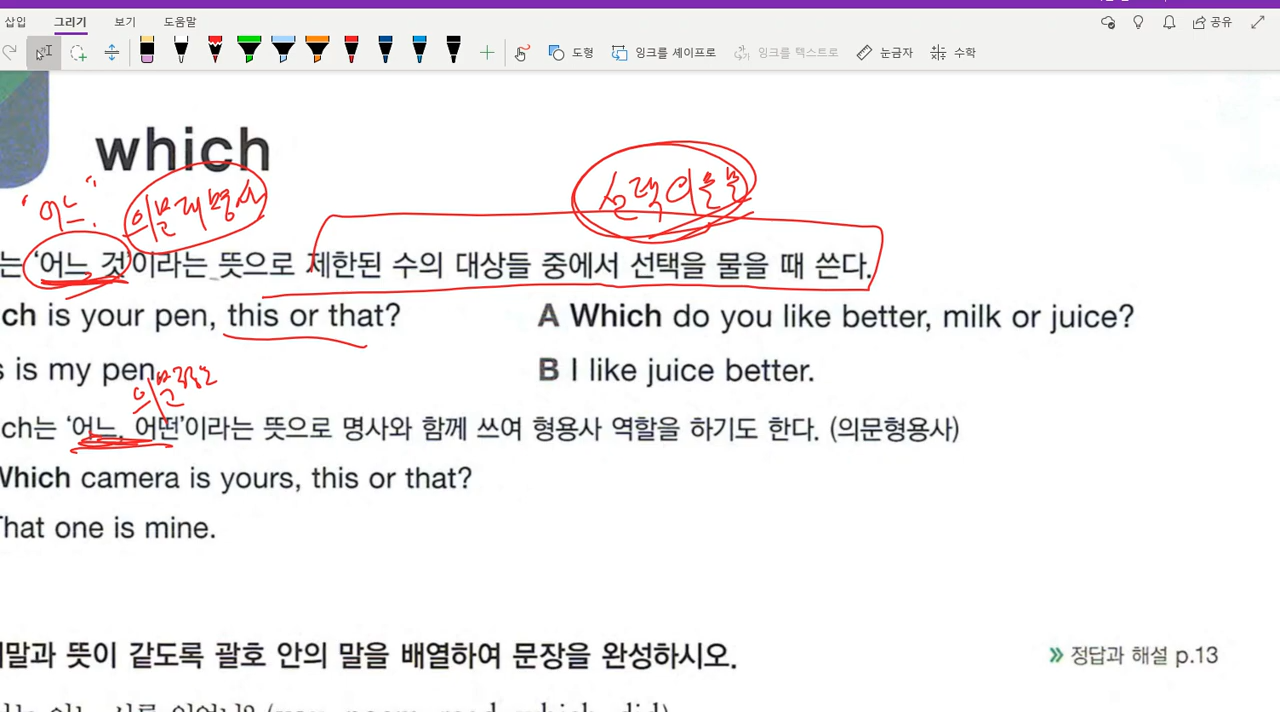 삽입 그리기 보기 도움말 공유
도형 잉크를 셰이프로 잉크를 텍스트로 눈금자 수학
which
"어느" 의문대명사 선택 의문문
는 '어느 것'이라는 뜻으로 제한된 수의 대상들 중에서 선택을 물을 때 쓴다.
ch is your pen, this or that?
s is my pen.
A Which do you like better, milk or juice?
B I like juice better.
ch는 '어느, 어떤'이라는 뜻으로 명사와 함께 쓰여 형용사 역할을 하기도 한다. (의문형용사)
Which camera is yours, this or that?
That one is mine.
말과 뜻이 같도록 괄호 안의 말을 배열하여 문장을 완성하시오.
» 정답과 해설 p.13